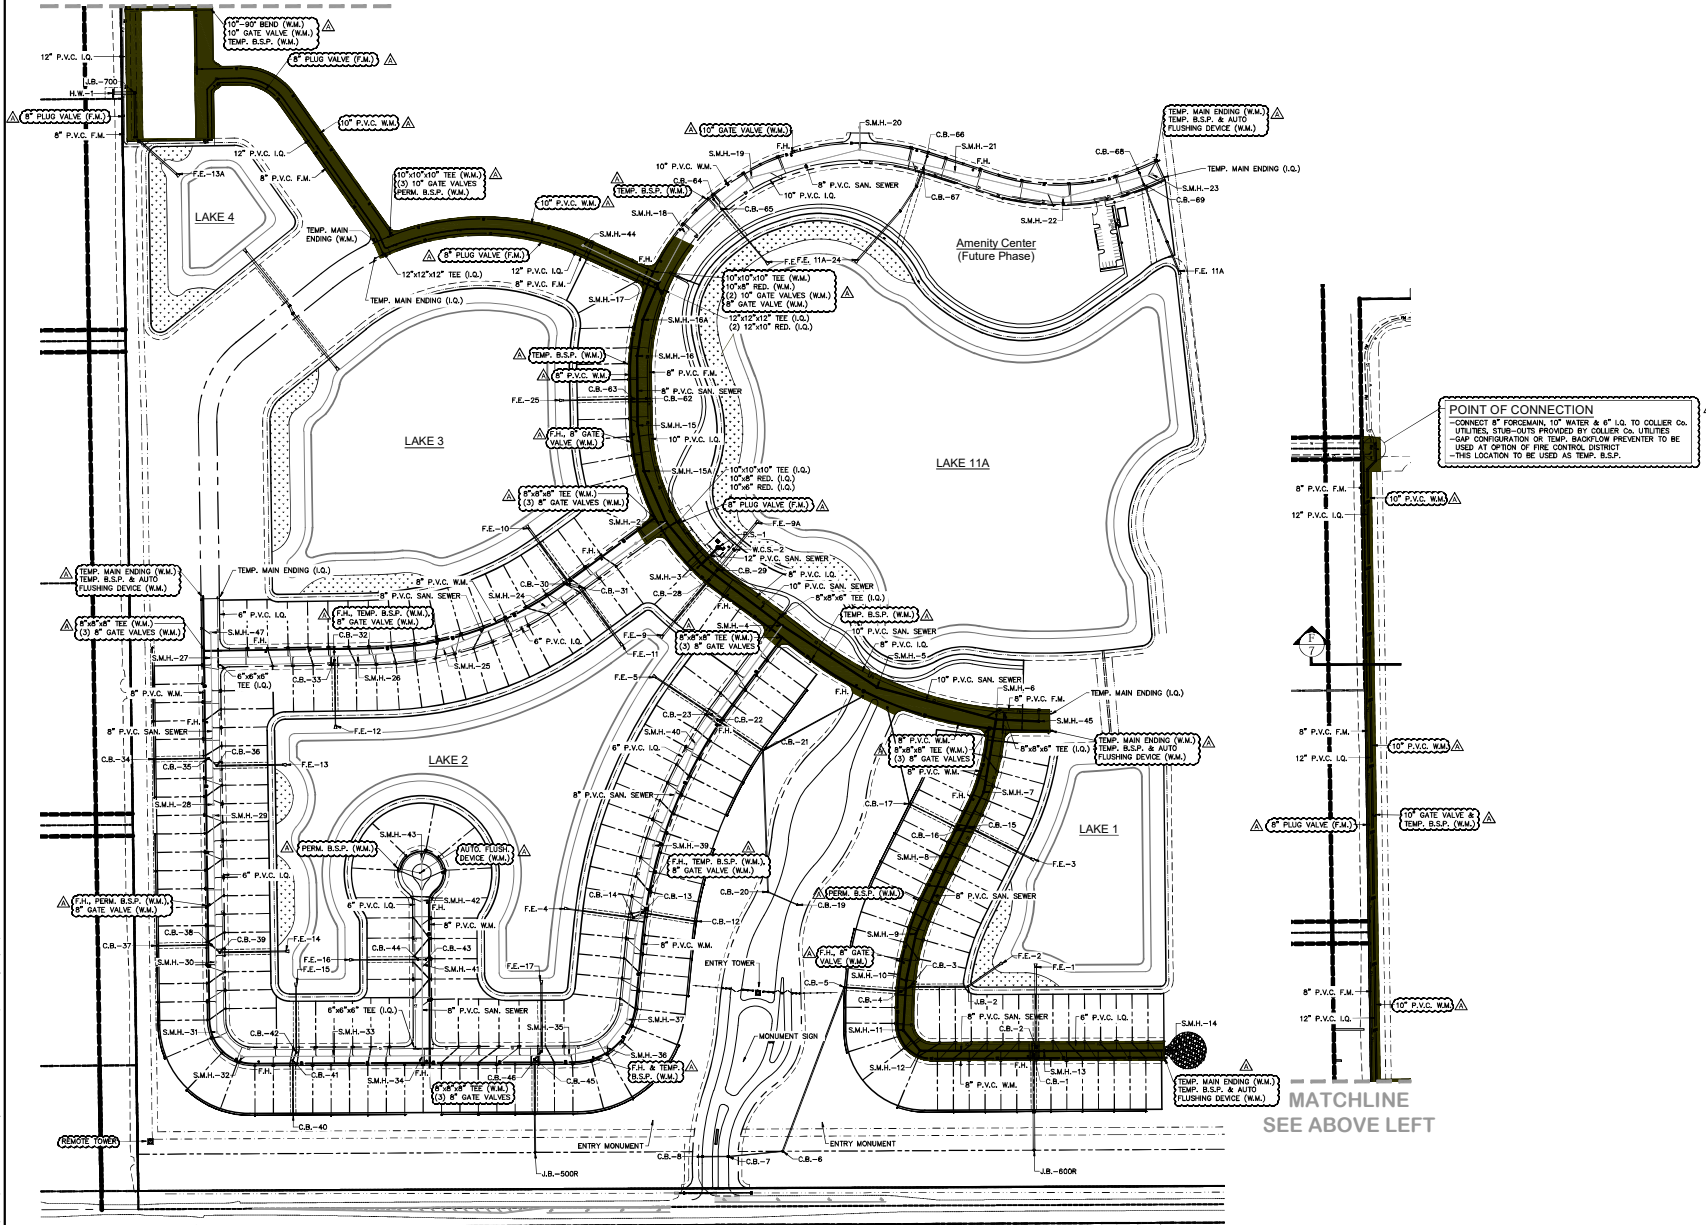 10"-90° BEND (W.M.)
10" GATE VALVE (W.M.)
TEMP. B.S.P. (W.M.)
12" P.V.C. I.Q.
8" PLUG VALVE (F.M.)
J.B.-700
H.W.-1
8" PLUG VALVE (F.M.)
8" P.V.C. F.M.
10" P.V.C. W.M.
12" P.V.C. I.Q.
8" P.V.C. F.M.
F.E.-13A
LAKE 4
10"x10"x10" TEE (W.M.)
(3) 10" GATE VALVES
PERM. B.S.P. (W.M.)
10" P.V.C. W.M.
TEMP. MAIN
ENDING (W.M.)
8" PLUG VALVE (F.M.)
S.M.H.-44
12" P.V.C. I.Q.
8" P.V.C. F.M.
12"x12"x12" TEE (I.Q.)
TEMP. MAIN ENDING (I.Q.)
10" GATE VALVE (W.M.)
S.M.H.-20
C.B.-66
S.M.H.-21
F.H.
F.H.
S.M.H.-19
10" P.V.C. W.M.
C.B.-64
TEMP. B.S.P. (W.M.)
8" P.V.C. SAN. SEWER
10" P.V.C. I.Q.
C.B.-65
S.M.H.-18
C.B.-67
S.M.H.-22
C.B.-68
TEMP. MAIN ENDING (W.M.)
TEMP. B.S.P. & AUTO
FLUSHING DEVICE (W.M.)
TEMP. MAIN ENDING (I.Q.)
S.M.H.-23
C.B.-69
Amenity Center
(Future Phase)
F.E.
F.E. 11A-24
F.E. 11A
F.H.
S.M.H.-17
10"x10"x10" TEE (W.M.)
10"x8" RED. (W.M.)
(2) 10" GATE VALVES (W.M.)
8" GATE VALVE (W.M.)
12"x12"x12" TEE (I.Q.)
(2) 12"x10" RED. (I.Q.)
S.M.H.-16A
S.M.H.-16
TEMP. B.S.P. (W.M.)
8" P.V.C. W.M.
8" P.V.C. F.M.
C.B.-63
8" P.V.C. SAN. SEWER
C.B.-62
F.E.-25
S.M.H.-15
F.H., 8" GATE
VALVE (W.M.)
10" P.V.C. I.Q.
S.M.H.-15A
10"x10"x10" TEE (I.Q.)
10"x8" RED. (I.Q.)
10"x6" RED. (I.Q.)
LAKE 3
LAKE 11A
8"x8"x8" TEE (W.M.)
(3) 8" GATE VALVES (W.M.)
8" PLUG VALVE (F.M.)
S.M.H.-2
F.E.-10
F.E.-9A
P.S.-1
W.C.S.-2
12" P.V.C. SAN. SEWER
C.B.-29
F.H.
S.M.H.-3
C.B.-28
8" P.V.C. I.Q.
10" P.V.C. SAN. SEWER
8"x8"x6" TEE (I.Q.)
TEMP. MAIN ENDING (W.M.)
TEMP. B.S.P. & AUTO
FLUSHING DEVICE (W.M.)
TEMP. MAIN ENDING (I.Q.)
8" P.V.C. W.M.
8" P.V.C. SAN. SEWER
C.B.-30
C.B.-31
S.M.H.-24
F.H., TEMP. B.S.P. (W.M.),
8" GATE VALVE (W.M.)
6" P.V.C. I.Q.
8"x8"x8" TEE (W.M.)
(3) 8" GATE VALVES (W.M.)
S.M.H.-47
F.H.
C.B.-32
6" P.V.C. I.Q.
F.E.-9
F.E.-11
F.H.
S.M.H.-4
TEMP. B.S.P. (W.M.)
8"x8"x8" TEE (W.M.)
(3) 8" GATE VALVES
10" P.V.C. SAN. SEWER
8" P.V.C. I.Q.
S.M.H.-5
S.M.H.-27
S.M.H.-25
S.M.H.-26
C.B.-33
6"x6"x6"
TEE (I.Q.)
8" P.V.C. W.M.
F.E.-5
F.H.
10" P.V.C. SAN. SEWER
S.M.H.-6
8" P.V.C. F.M.
TEMP. MAIN ENDING (I.Q.)
S.M.H.-45
F.H.
8" P.V.C. SAN. SEWER
F.E.-12
C.B.-23
C.B.-22
S.M.H.-40
F.H.
C.B.-21
6" P.V.C. I.Q.
C.B.-36
C.B.-34
C.B.-35
F.E.-13
LAKE 2
8" P.V.C. W.M.
8"x8"x8" TEE (W.M.)
(3) 8" GATE VALVES
8"x8"x6" TEE (I.Q.)
TEMP. MAIN ENDING (W.M.)
TEMP. B.S.P. & AUTO
FLUSHING DEVICE (W.M.)
8" P.V.C. W.M.
S.M.H.-7
F.H.
8" P.V.C. SAN. SEWER
S.M.H.-28
S.M.H.-29
C.B.-17
C.B.-15
C.B.-16
LAKE 1
S.M.H.-43
PERM. B.S.P. (W.M.)
AUTO. FLUSH.
DEVICE (W.M.)
S.M.H.-39
F.H., TEMP. B.S.P. (W.M.),
8" GATE VALVE (W.M.)
S.M.H.-8
F.E.-3
6" P.V.C. I.Q.
C.B.-14
C.B.-13
C.B.-20
PERM. B.S.P. (W.M.)
8" P.V.C. SAN. SEWER
F.H., PERM. B.S.P. (W.M.),
8" GATE VALVE (W.M.)
6" P.V.C. I.Q.
S.M.H.-42
F.H.
F.E.-4
C.B.-12
C.B.-19
8" P.V.C. W.M.
C.B.-38
C.B.-37
C.B.-39
F.E.-14
C.B.-44
C.B.-43
8" P.V.C. W.M.
S.M.H.-9
F.H., 8" GATE
VALVE (W.M.)
F.E.-2
F.E.-1
C.B.-3
S.M.H.-30
F.E.-16
F.E.-15
S.M.H.-41
F.E.-17
ENTRY TOWER
S.M.H.-10
C.B.-5
C.B.-4
J.B.-2
6"x6"x6" TEE (I.Q.)
8" P.V.C. SAN. SEWER
S.M.H.-37
8" P.V.C. SAN. SEWER
6" P.V.C. I.Q.
S.M.H.-14
S.M.H.-31
C.B.-42
S.M.H.-33
S.M.H.-35
MONUMENT SIGN
S.M.H.-11
C.B.-2
S.M.H.-36
S.M.H.-32
F.H.
C.B.-41
S.M.H.-34
F.H.
C.B.-46
C.B.-45
F.H. & TEMP.
B.S.P. (W.M.)
S.M.H.-12
F.H.
S.M.H.-13
C.B.-1
8" P.V.C. W.M.
8"x8"x8" TEE (W.M.)
(3) 8" GATE VALVES
TEMP. MAIN ENDING (W.M.)
TEMP. B.S.P. & AUTO
FLUSHING DEVICE (W.M.)
C.B.-40
REMOTE TOWER
ENTRY MONUMENT
ENTRY MONUMENT
C.B.-8
C.B.-7
C.B.-6
J.B.-500R
J.B.-600R
POINT OF CONNECTION
-CONNECT 8" FORCEMAIN, 10" WATER & 6" I.Q. TO COLLIER Co.
UTILITIES, STUB-OUTS PROVIDED BY COLLIER Co. UTILITIES
-GAP CONFIGURATION OR TEMP. BACKFLOW PREVENTER TO BE
USED AT OPTION OF FIRE CONTROL DISTRICT
-THIS LOCATION TO BE USED AS TEMP. B.S.P.
8" P.V.C. F.M.
10" P.V.C. W.M.
12" P.V.C. I.Q.
F
7
8" P.V.C. F.M.
10" P.V.C. W.M.
12" P.V.C. I.Q.
10" GATE VALVE &
TEMP. B.S.P. (W.M.)
8" PLUG VALVE (F.M.)
8" P.V.C. F.M.
10" P.V.C. W.M.
12" P.V.C. I.Q.
MATCHLINE
SEE ABOVE LEFT